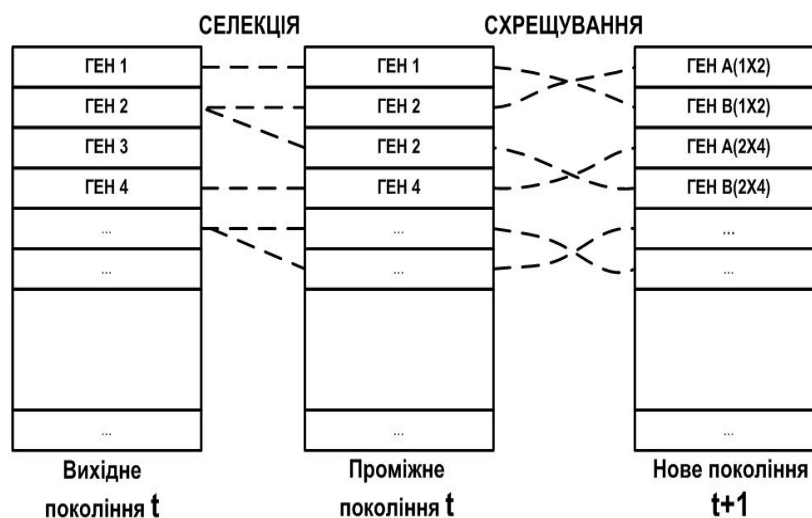 СЕЛЕКЦІЯ СХРЕЩУВАННЯ
ГЕН 1 ГЕН 1 ГЕН A(1X2)
ГЕН 2 ГЕН 2 ГЕН B(1X2)
ГЕН 3 ГЕН 2 ГЕН A(2X4)
ГЕН 4 ГЕН 4 ГЕН B(2X4)
... ... ...
... ... ...
... ... ...
Вихідне Проміжне Нове покоління
покоління t покоління t t+1